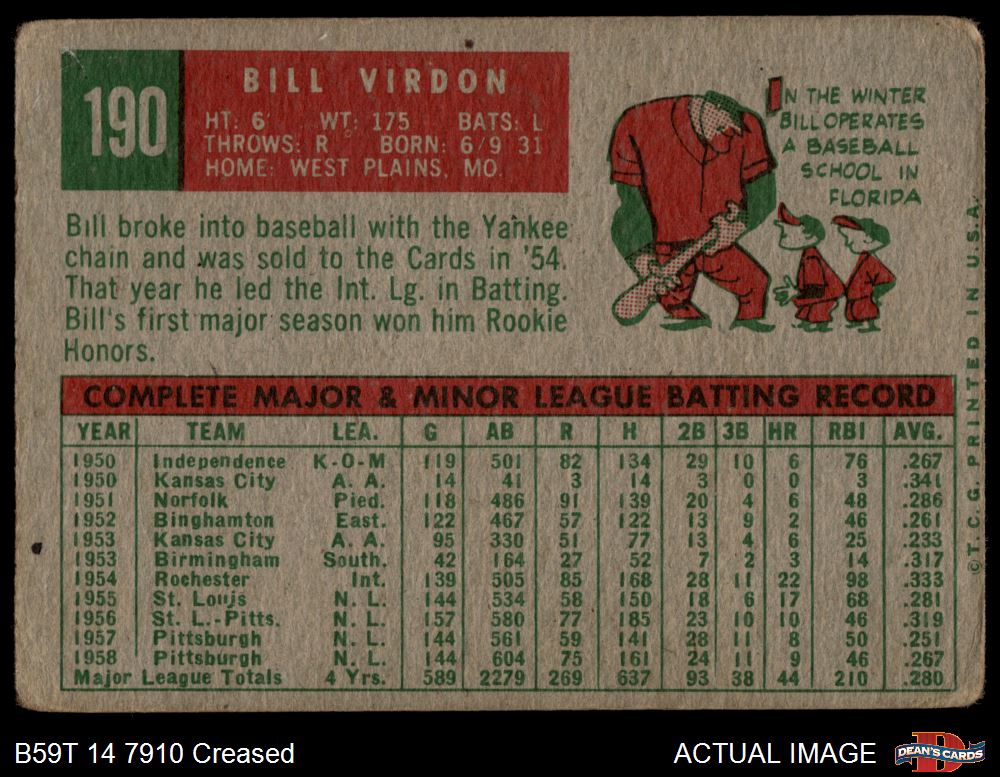 190
BILL VIRDON
HT: 6' WT: 175 BATS: L
THROWS: R BORN: 6/9 31
HOME: WEST PLAINS, MO.
IN THE WINTER
BILL OPERATES
A BASEBALL
SCHOOL IN
FLORIDA
Bill broke into baseball with the Yankee
chain and was sold to the Cards in '54.
That year he led the Int. Lg. in Batting.
Bill's first major season won him Rookie
Honors.
COMPLETE MAJOR & MINOR LEAGUE BATTING RECORD
YEAR TEAM LEA. G AB R H 2B 3B HR RBI AVG.
1950 Independence K-O-M 119 501 82 134 29 10 6 76 .267
1950 Kansas City A. A. 14 41 3 14 3 0 0 3 .341
1951 Norfolk Pied. 118 486 91 139 20 4 6 48 .286
1952 Binghamton East. 122 467 57 122 13 9 2 46 .261
1953 Kansas City A. A. 95 330 51 77 13 4 6 25 .233
1953 Birmingham South. 42 164 27 52 7 2 3 14 .317
1954 Rochester Int. 139 505 85 168 28 11 22 98 .333
1955 St. Louis N. L. 144 534 58 150 18 6 17 68 .281
1956 St. L.-Pitts. N. L. 157 580 77 185 23 10 10 46 .319
1957 Pittsburgh N. L. 144 561 59 141 28 11 8 50 .251
1958 Pittsburgh N. L. 144 604 75 161 24 11 9 46 .267
Major League Totals 4 Yrs. 589 2279 269 637 93 38 44 210 .280
©T.C.G. PRINTED IN U.S.A.
B59T 14 7910 Creased
ACTUAL IMAGE
DEAN'S CARDS